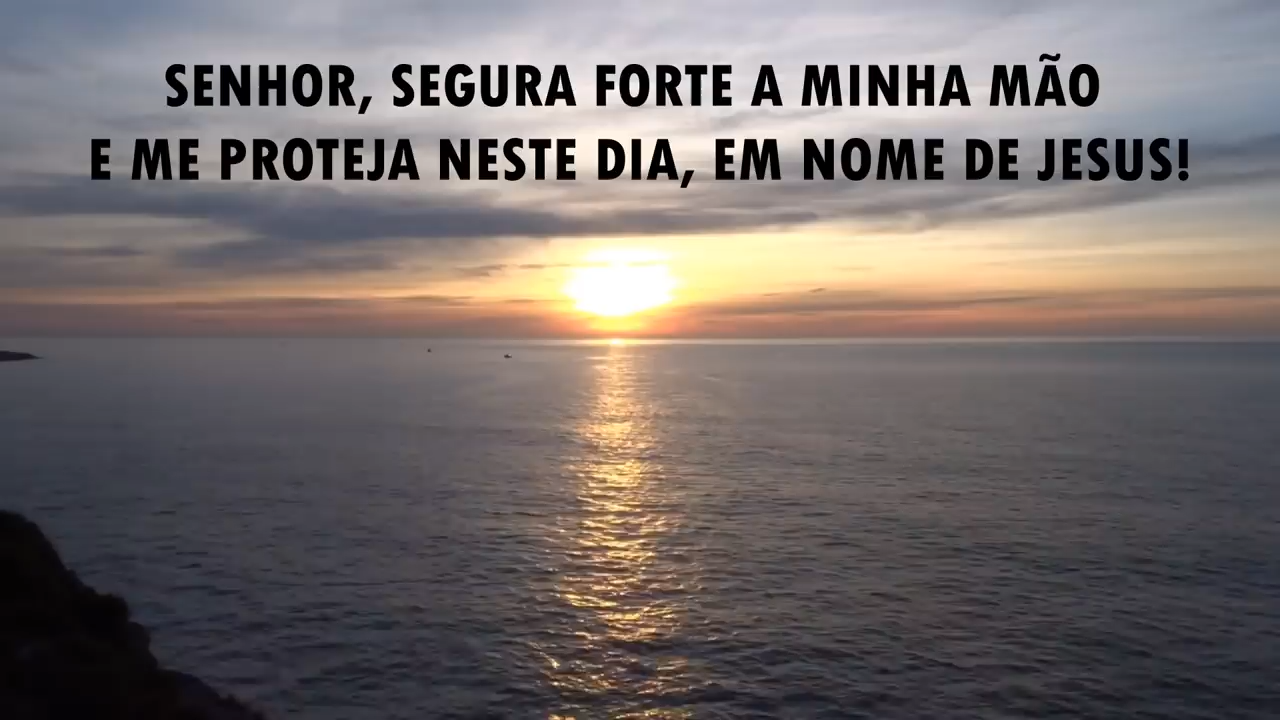 SENHOR, SEGURA FORTE A MINHA MÃO
E ME PROTEJA NESTE DIA, EM NOME DE JESUS!